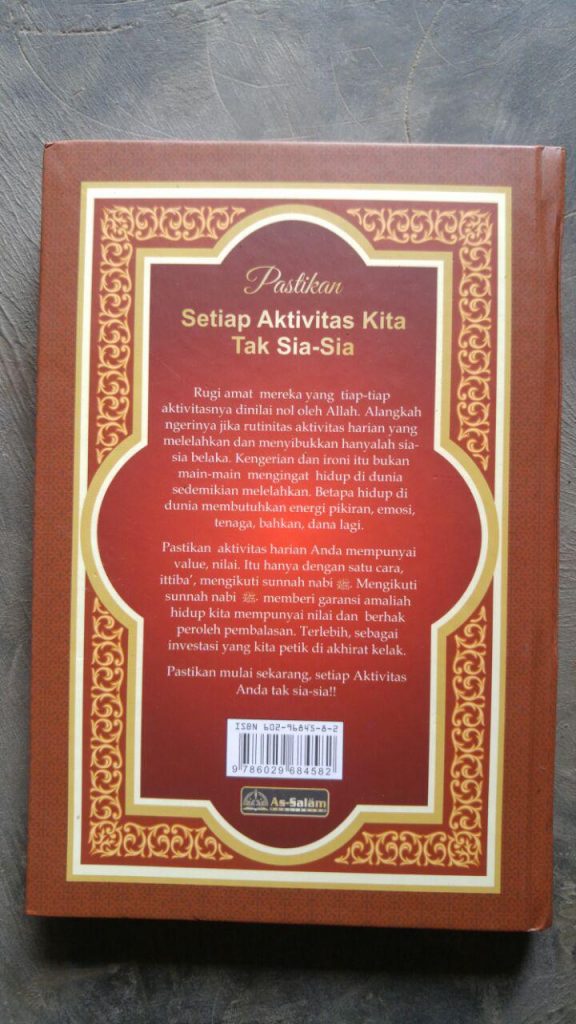 Pastikan
Setiap Aktivitas Kita
Tak Sia-Sia
Rugi amat mereka yang tiap-tiap
aktivitasnya dinilai nol oleh Allah. Alangkah
ngerinya jika rutinitas aktivitas harian yang
melelahkan dan menyibukkan hanyalah sia-
sia belaka. Kengerian dan ironi itu bukan
main-main mengingat hidup di dunia
sedemikian melelahkan. Betapa hidup di
dunia membutuhkan energi pikiran, emosi,
tenaga, bahkan, dana lagi.
Pastikan aktivitas harian Anda mempunyai
value, nilai. Itu hanya dengan satu cara,
ittiba', mengikuti sunnah nabi ﷺ. Mengikuti
sunnah nabi ﷺ. memberi garansi amaliah
hidup kita mempunyai nilai dan berhak
peroleh pembalasan. Terlebih, sebagai
investasi yang kita petik di akhirat kelak.
Pastikan mulai sekarang, setiap Aktivitas
Anda tak sia-sia!!
ISBN 602-96845-8-2
9 786029 684582
As-Salām